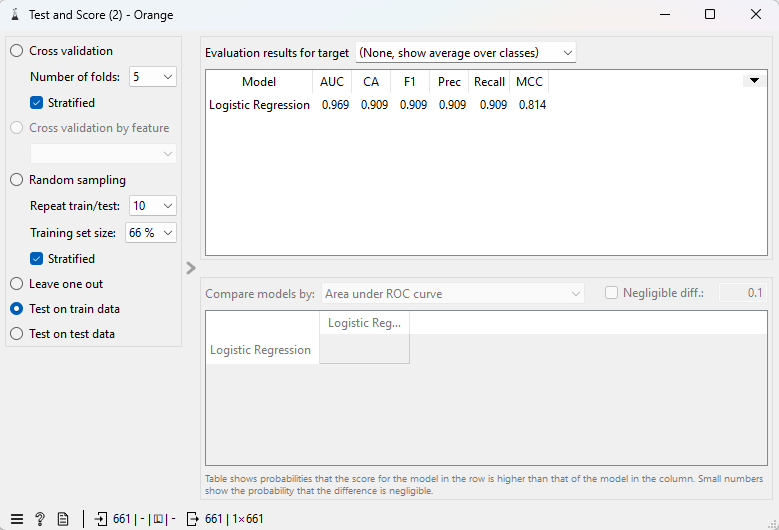 Test and Score (2) - Orange
Cross validation
Number of folds: 5
Stratified
Cross validation by feature
Random sampling
Repeat train/test: 10
Training set size: 66 %
Stratified
Leave one out
Test on train data
Test on test data
Evaluation results for target (None, show average over classes)
Model AUC CA F1 Prec Recall MCC
Logistic Regression 0.969 0.909 0.909 0.909 0.909 0.814
Compare models by: Area under ROC curve Negligible diff.: 0.1
Logistic Reg...
Logistic Regression
Table shows probabilities that the score for the model in the row is higher than that of the model in the column. Small numbers
show the probability that the difference is negligible.
661 | - | - 661 | 1×661